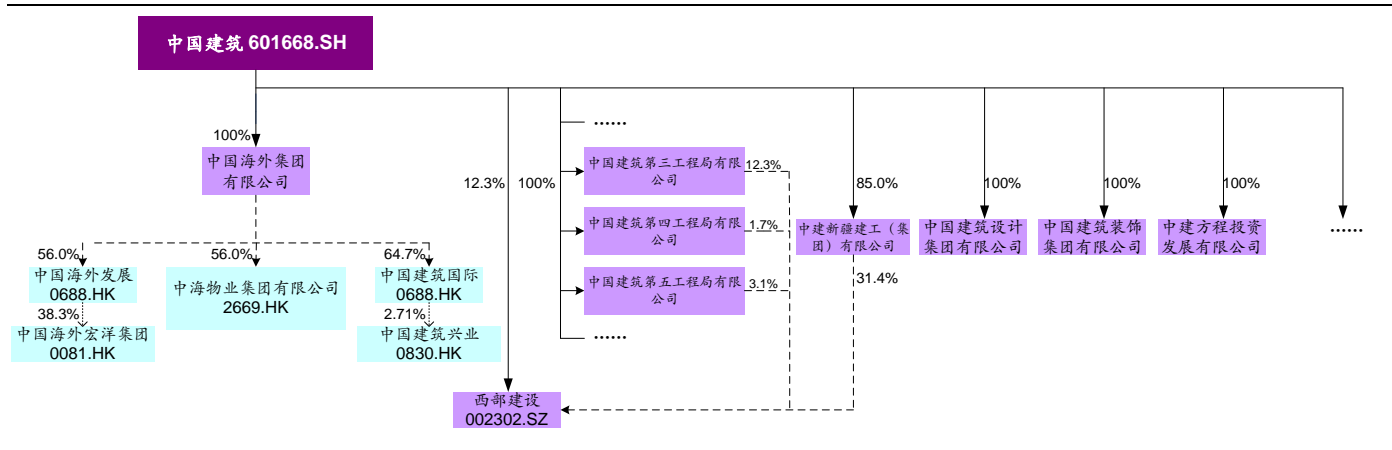 中国建筑 601668.SH
100%
中国海外集团
有限公司
56.0%
56.0%
64.7%
中国海外发展
0688.HK
中海物业集团有限公司
2669.HK
中国建筑国际
0688.HK
38.3%
2.71%
中国海外宏洋集团
0081.HK
中国建筑兴业
0830.HK
12.3%
100%
......
中国建筑第三工程局有限
公司
12.3%
中国建筑第四工程局有限
公司
1.7%
中国建筑第五工程局有限
公司
3.1%
......
85.0%
中建新疆建工（集
团）有限公司
31.4%
100%
中国建筑设计
集团有限公司
100%
中国建筑装饰
集团有限公司
100%
中建方程投资
发展有限公司
......
西部建设
002302.SZ